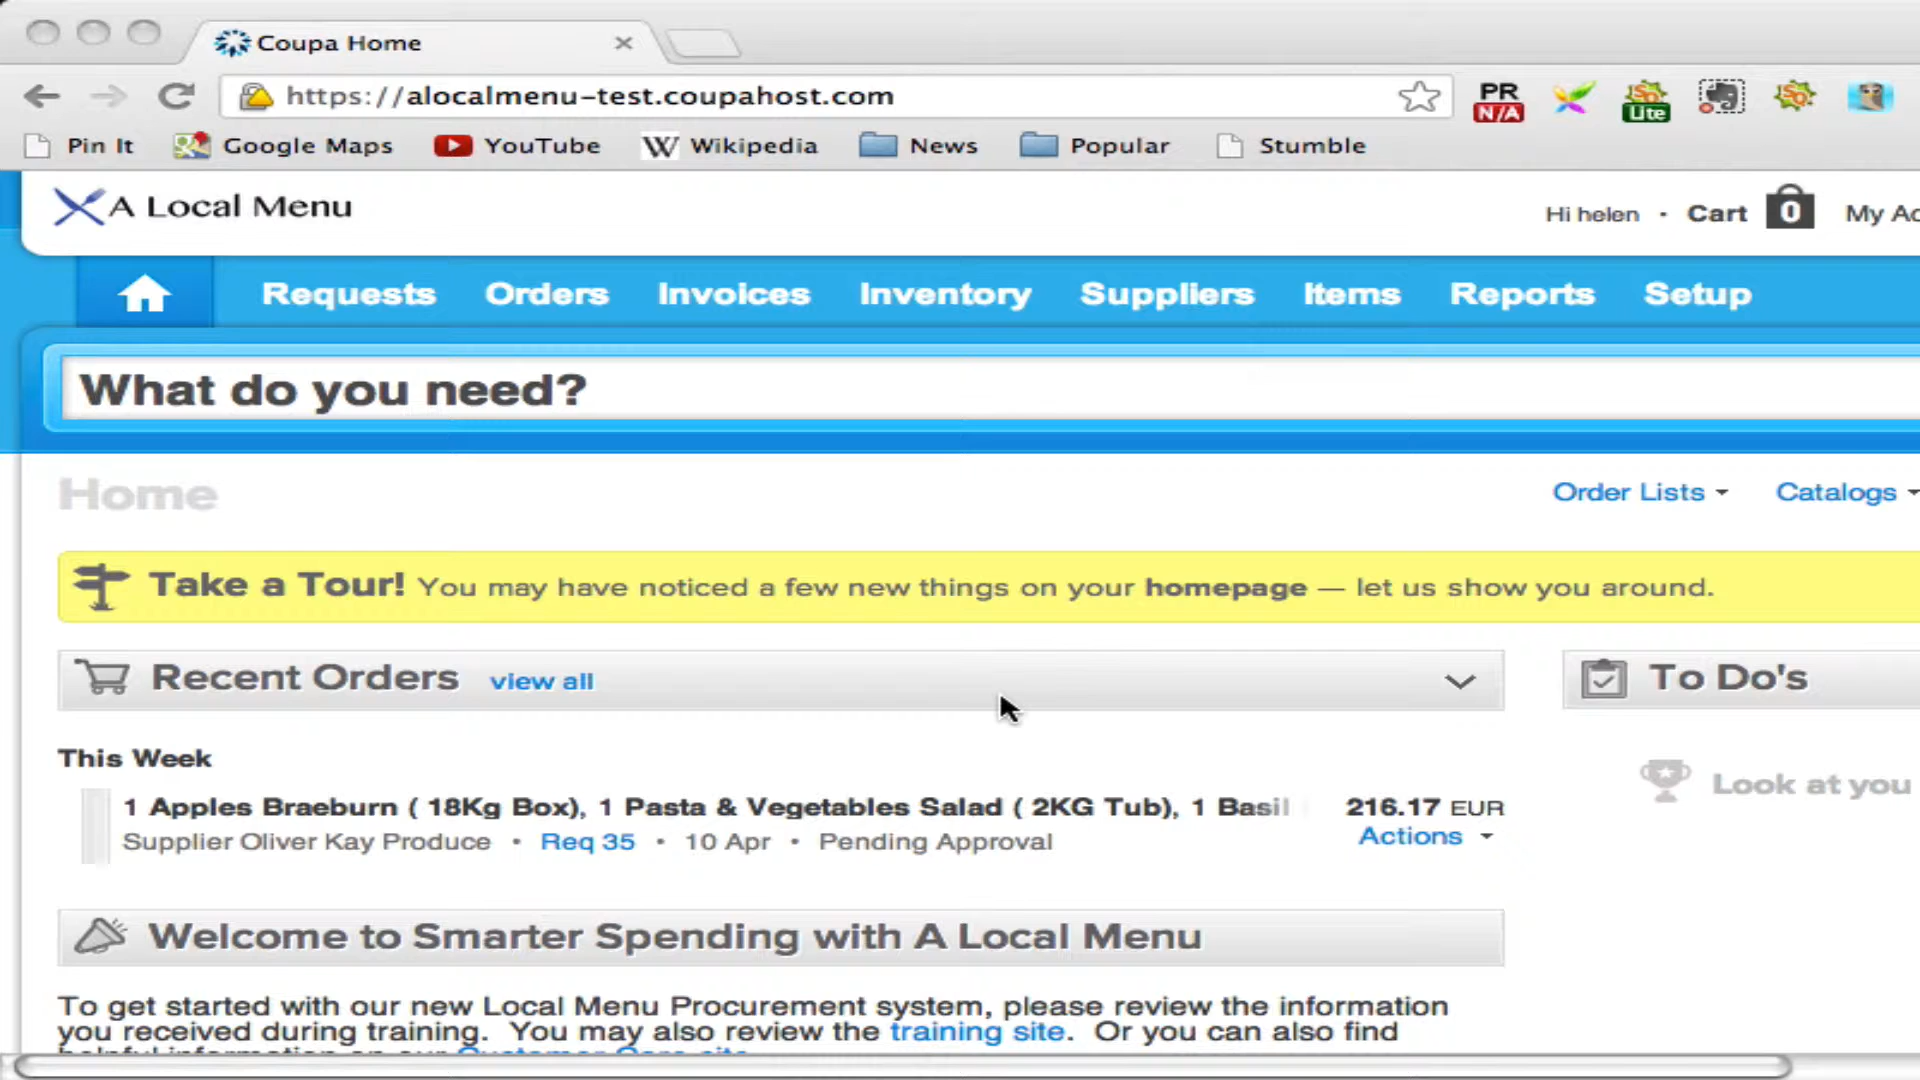 Coupa Home
https://alocalmenu-test.coupahost.com
PR
N/A
Lite
Pin It Google Maps YouTube Wikipedia News Popular Stumble
A Local Menu
Hi helen · Cart 0 My Ac
Requests Orders Invoices Inventory Suppliers Items Reports Setup
What do you need?
Home
Order Lists Catalogs
Take a Tour! You may have noticed a few new things on your homepage — let us show you around.
Recent Orders view all
To Do's
This Week
1 Apples Braeburn ( 18Kg Box), 1 Pasta & Vegetables Salad ( 2KG Tub), 1 Basil 216.17 EUR
Supplier Oliver Kay Produce • Req 35 • 10 Apr • Pending Approval Actions
Look at you
Welcome to Smarter Spending with A Local Menu
To get started with our new Local Menu Procurement system, please review the information
you received during training. You may also review the training site. Or you can also find